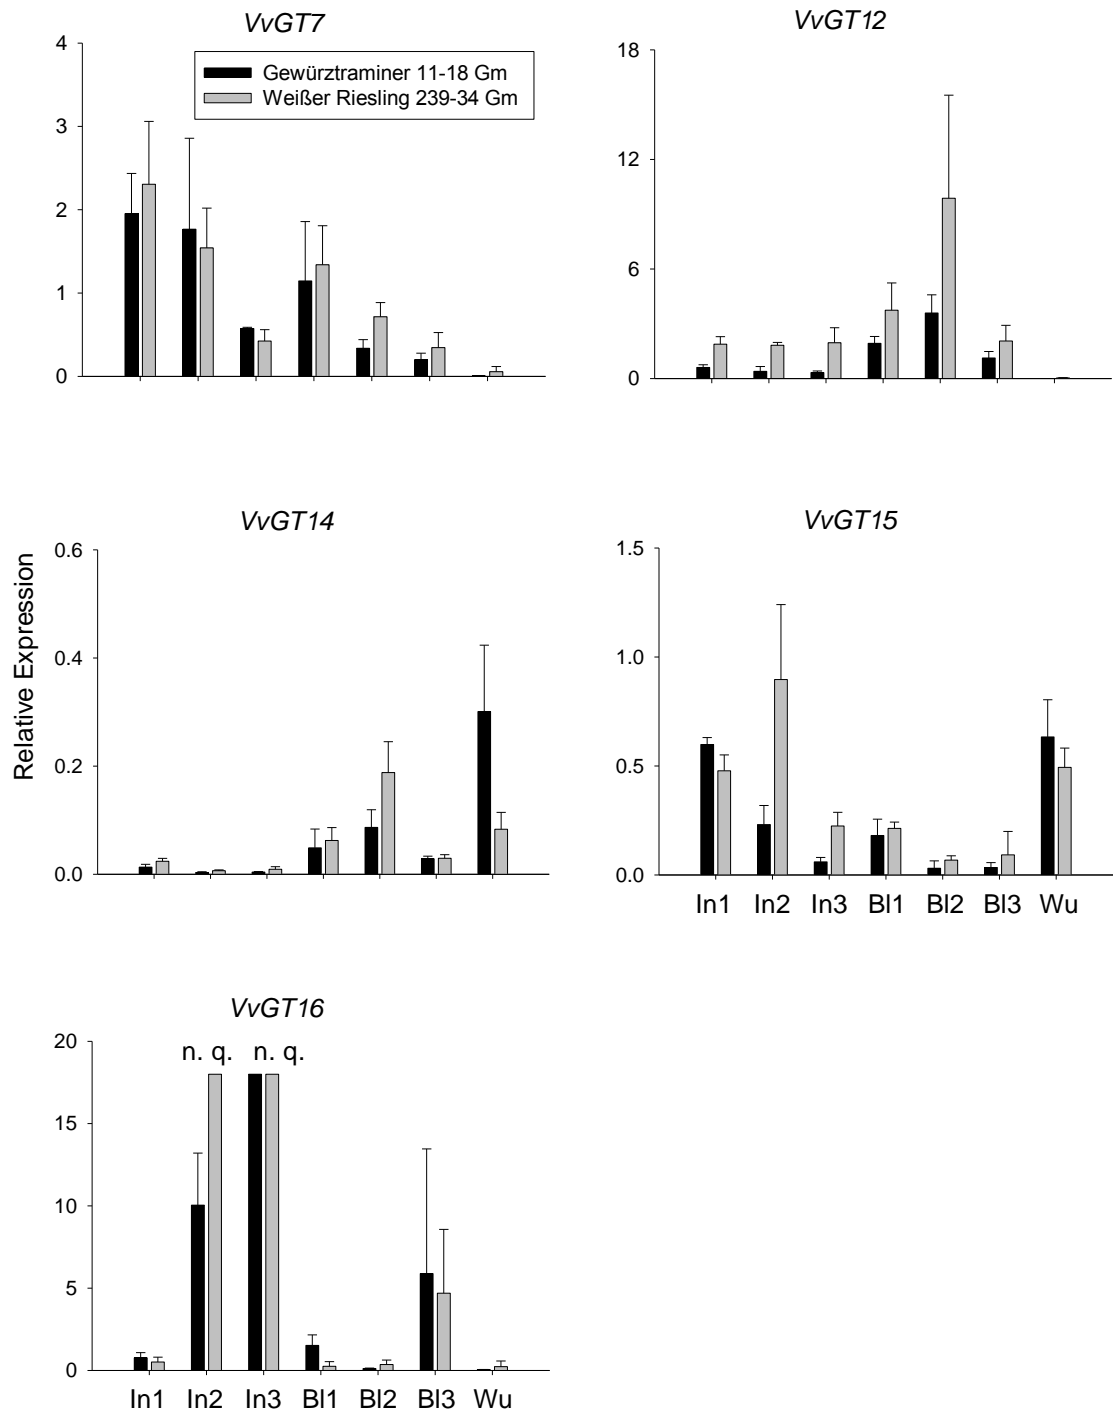 VvGT7
4
3
2
1
0
Gewürztraminer 11-18 Gm
Weißer Riesling 239-34 Gm
VvGT12
18
12
6
0
Relative Expression
VvGT14
0.6
0.4
0.2
0.0
VvGT15
1.5
1.0
0.5
0.0
In1 In2 In3 Bl1 Bl2 Bl3 Wu
VvGT16
20
15
10
5
0
n. q. n. q.
In1 In2 In3 Bl1 Bl2 Bl3 Wu